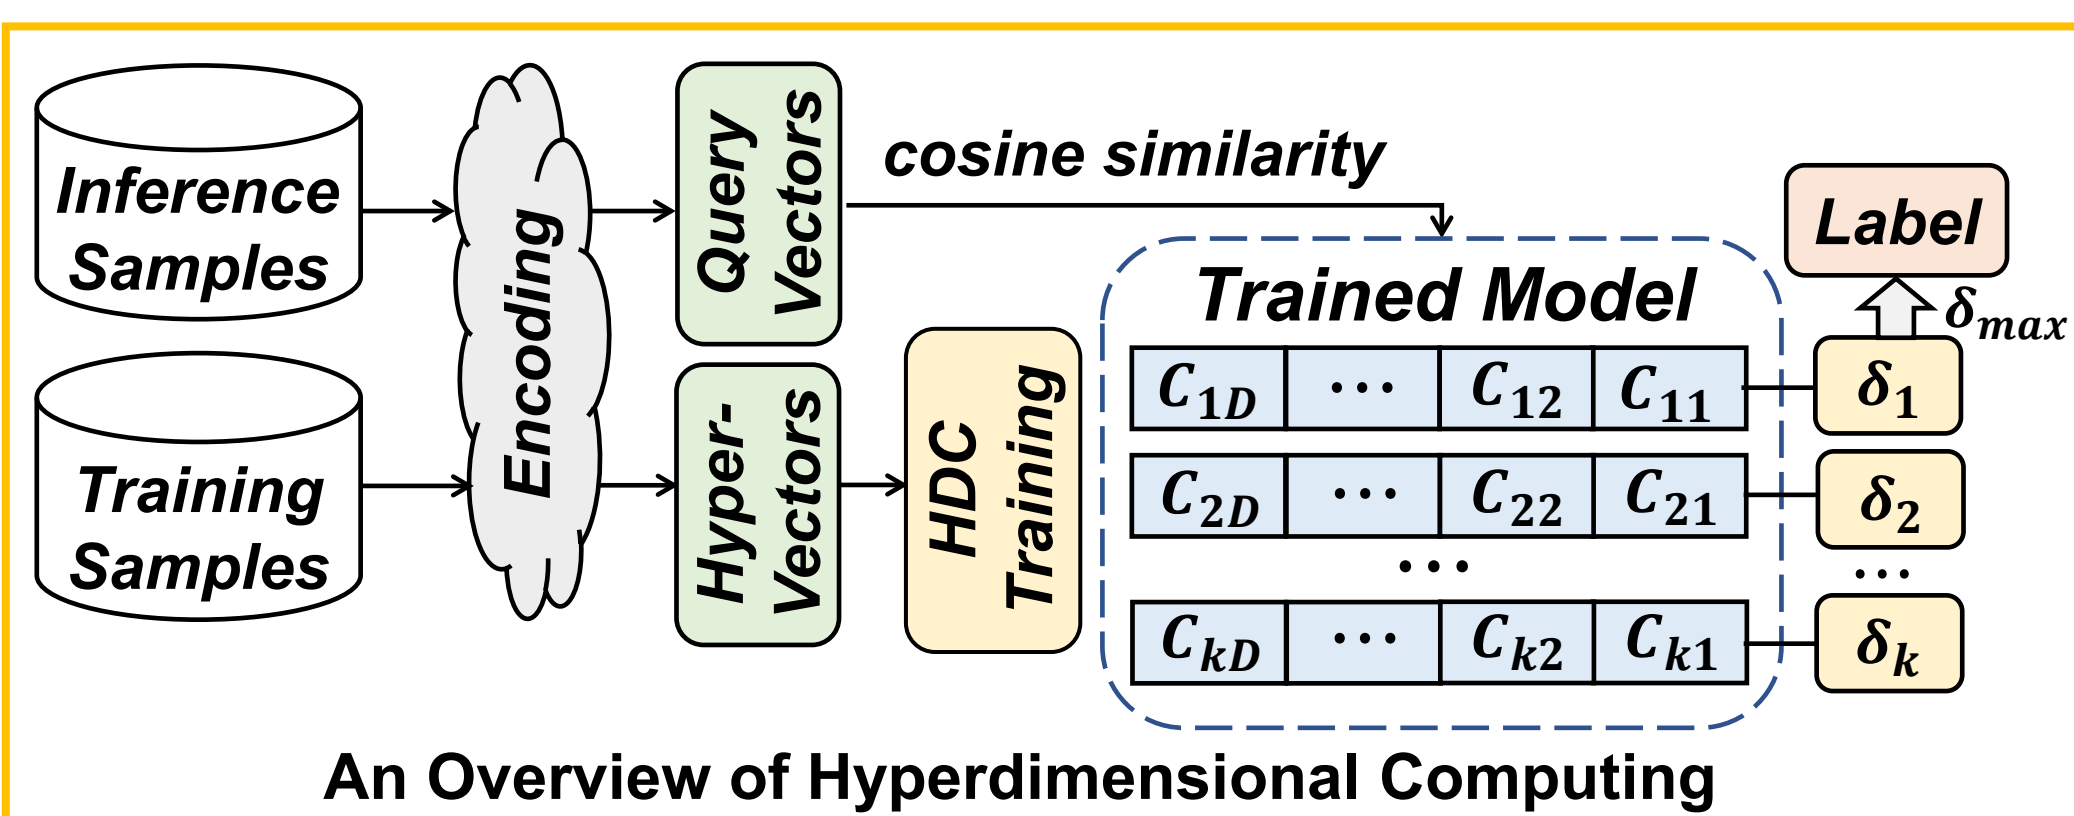 Inference
Samples
Training
Samples
Encoding
Query
Vectors
Hyper-
Vectors
HDC
Training
cosine similarity
Trained Model
C1D ... C12 C11
C2D ... C22 C21
...
CkD ... Ck2 Ck1
Label
δmax
δ1
δ2
...
δk
An Overview of Hyperdimensional Computing